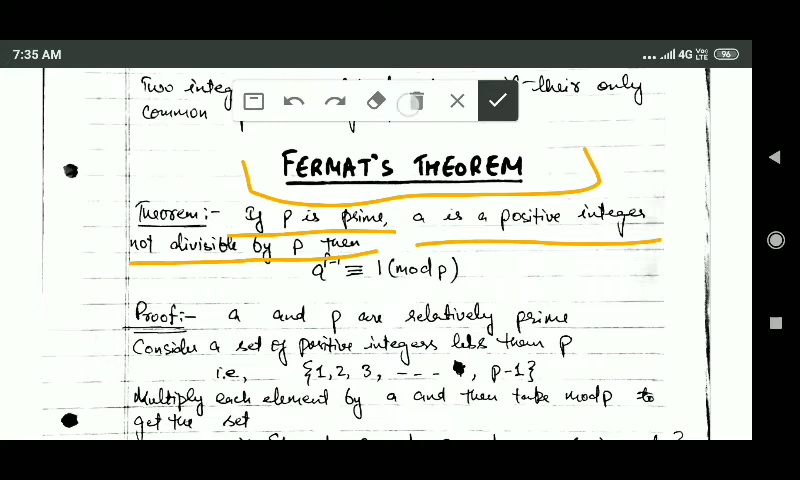 7:35 AM
4G Vo) LTE 96
Two integ their only
common
FERMAT'S THEOREM
Theorem:- If p is prime, a is a positive integer
not divisible by p then
a^{p-1} ≡ 1 (mod p)
Proof:- a and p are relatively prime
Consider a set of positive integers less than p
i.e, {1, 2, 3, ---- , p-1}
Multiply each element by a and then take mod p to
get the set